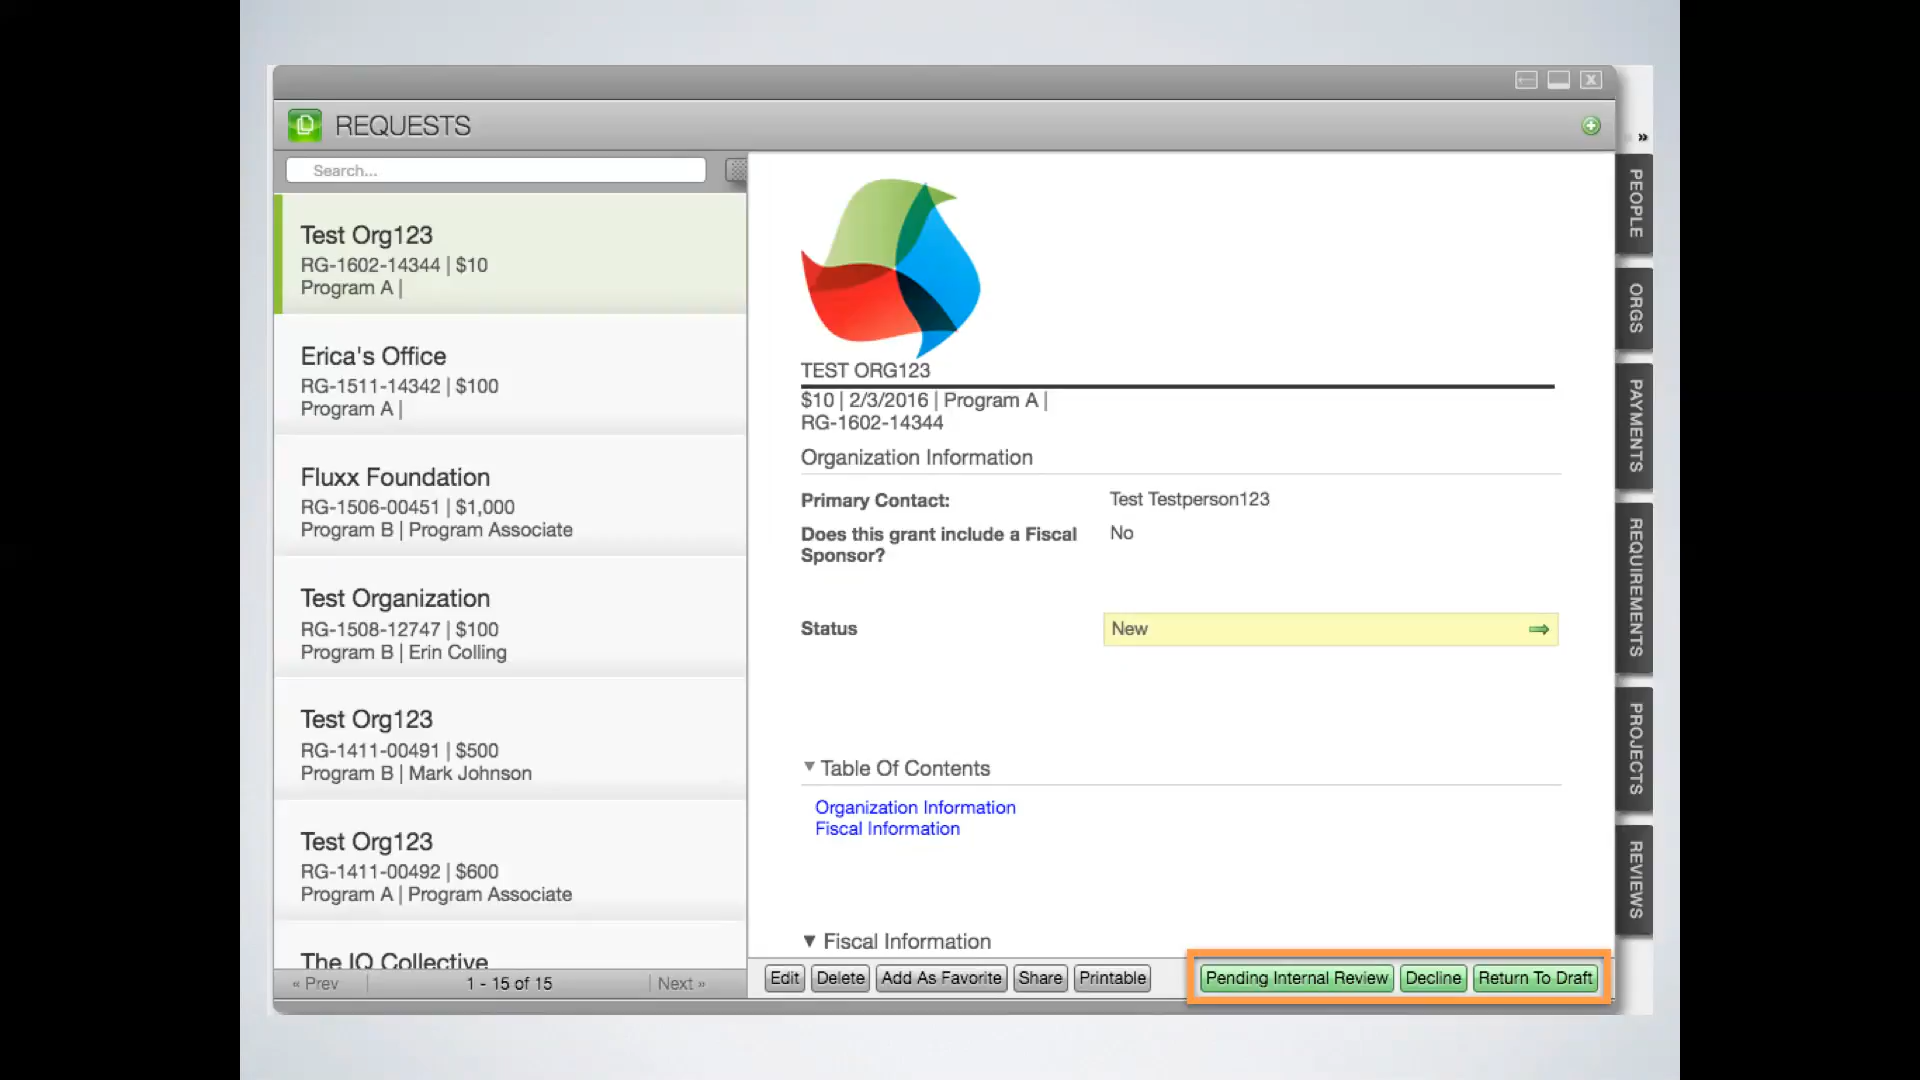 REQUESTS
»
Search...
Test Org123
RG-1602-14344 | $10
Program A |
Erica's Office
RG-1511-14342 | $100
Program A |
Fluxx Foundation
RG-1506-00451 | $1,000
Program B | Program Associate
Test Organization
RG-1508-12747 | $100
Program B | Erin Colling
Test Org123
RG-1411-00491 | $500
Program B | Mark Johnson
Test Org123
RG-1411-00492 | $600
Program A | Program Associate
The IQ Collective
« Prev
1 - 15 of 15
Next »
TEST ORG123
$10 | 2/3/2016 | Program A |
RG-1602-14344
Organization Information
Primary Contact: Test Testperson123
Does this grant include a Fiscal No
Sponsor?
Status New
Table Of Contents
Organization Information
Fiscal Information
Fiscal Information
Edit Delete Add As Favorite Share Printable Pending Internal Review Decline Return To Draft
PEOPLE
ORGS
PAYMENTS
REQUIREMENTS
PROJECTS
REVIEWS